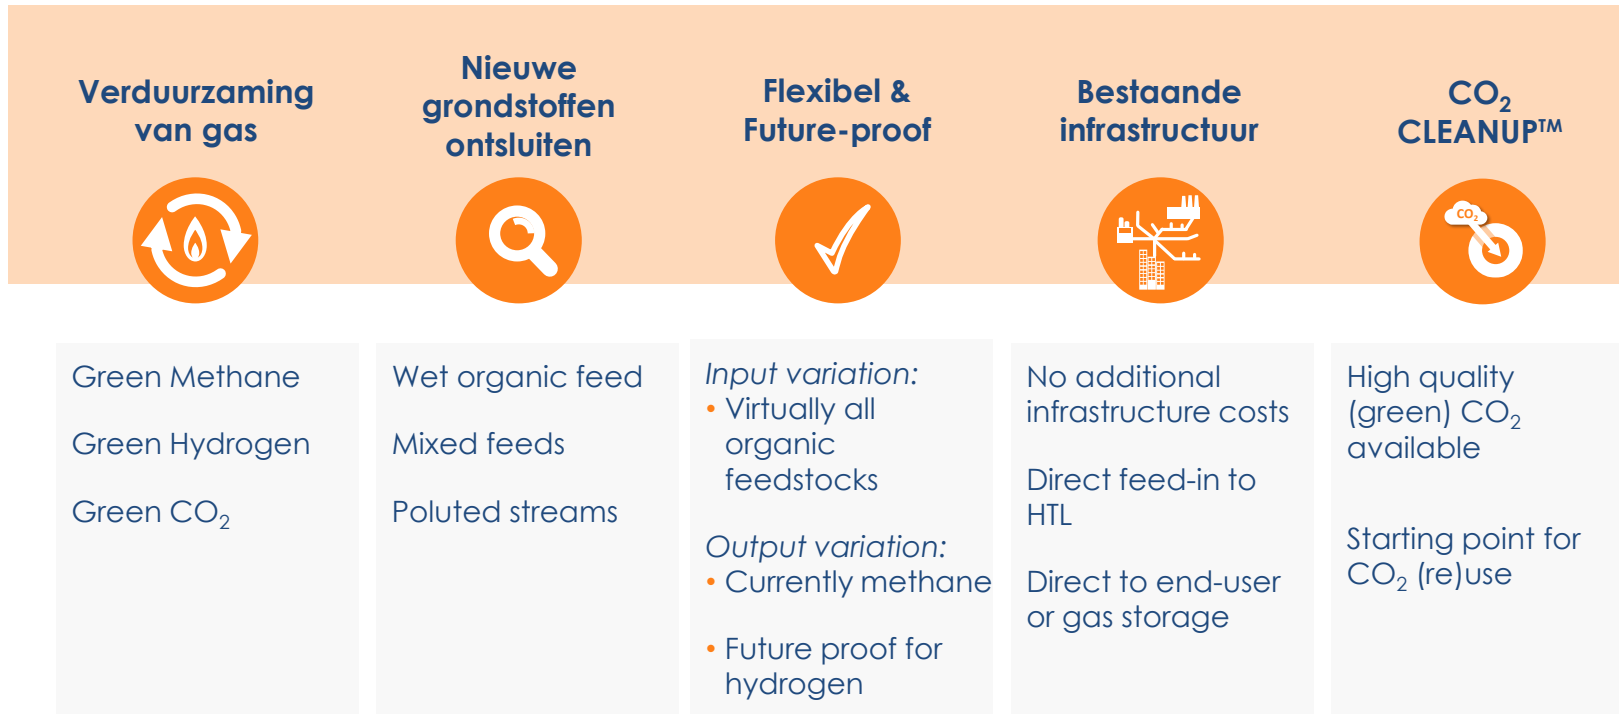 Verduurzaming
van gas
Nieuwe
grondstoffen
ontsluiten
Flexibel &
Future-proof
Bestaande
infrastructuur
CO₂
CLEANUP™
CO₂
Green Methane
Green Hydrogen
Green CO₂
Wet organic feed
Mixed feeds
Poluted streams
Input variation:
• Virtually all
organic
feedstocks
Output variation:
• Currently methane
• Future proof for
hydrogen
No additional
infrastructure costs
Direct feed-in to
HTL
Direct to end-user
or gas storage
High quality
(green) CO₂
available
Starting point for
CO₂ (re)use